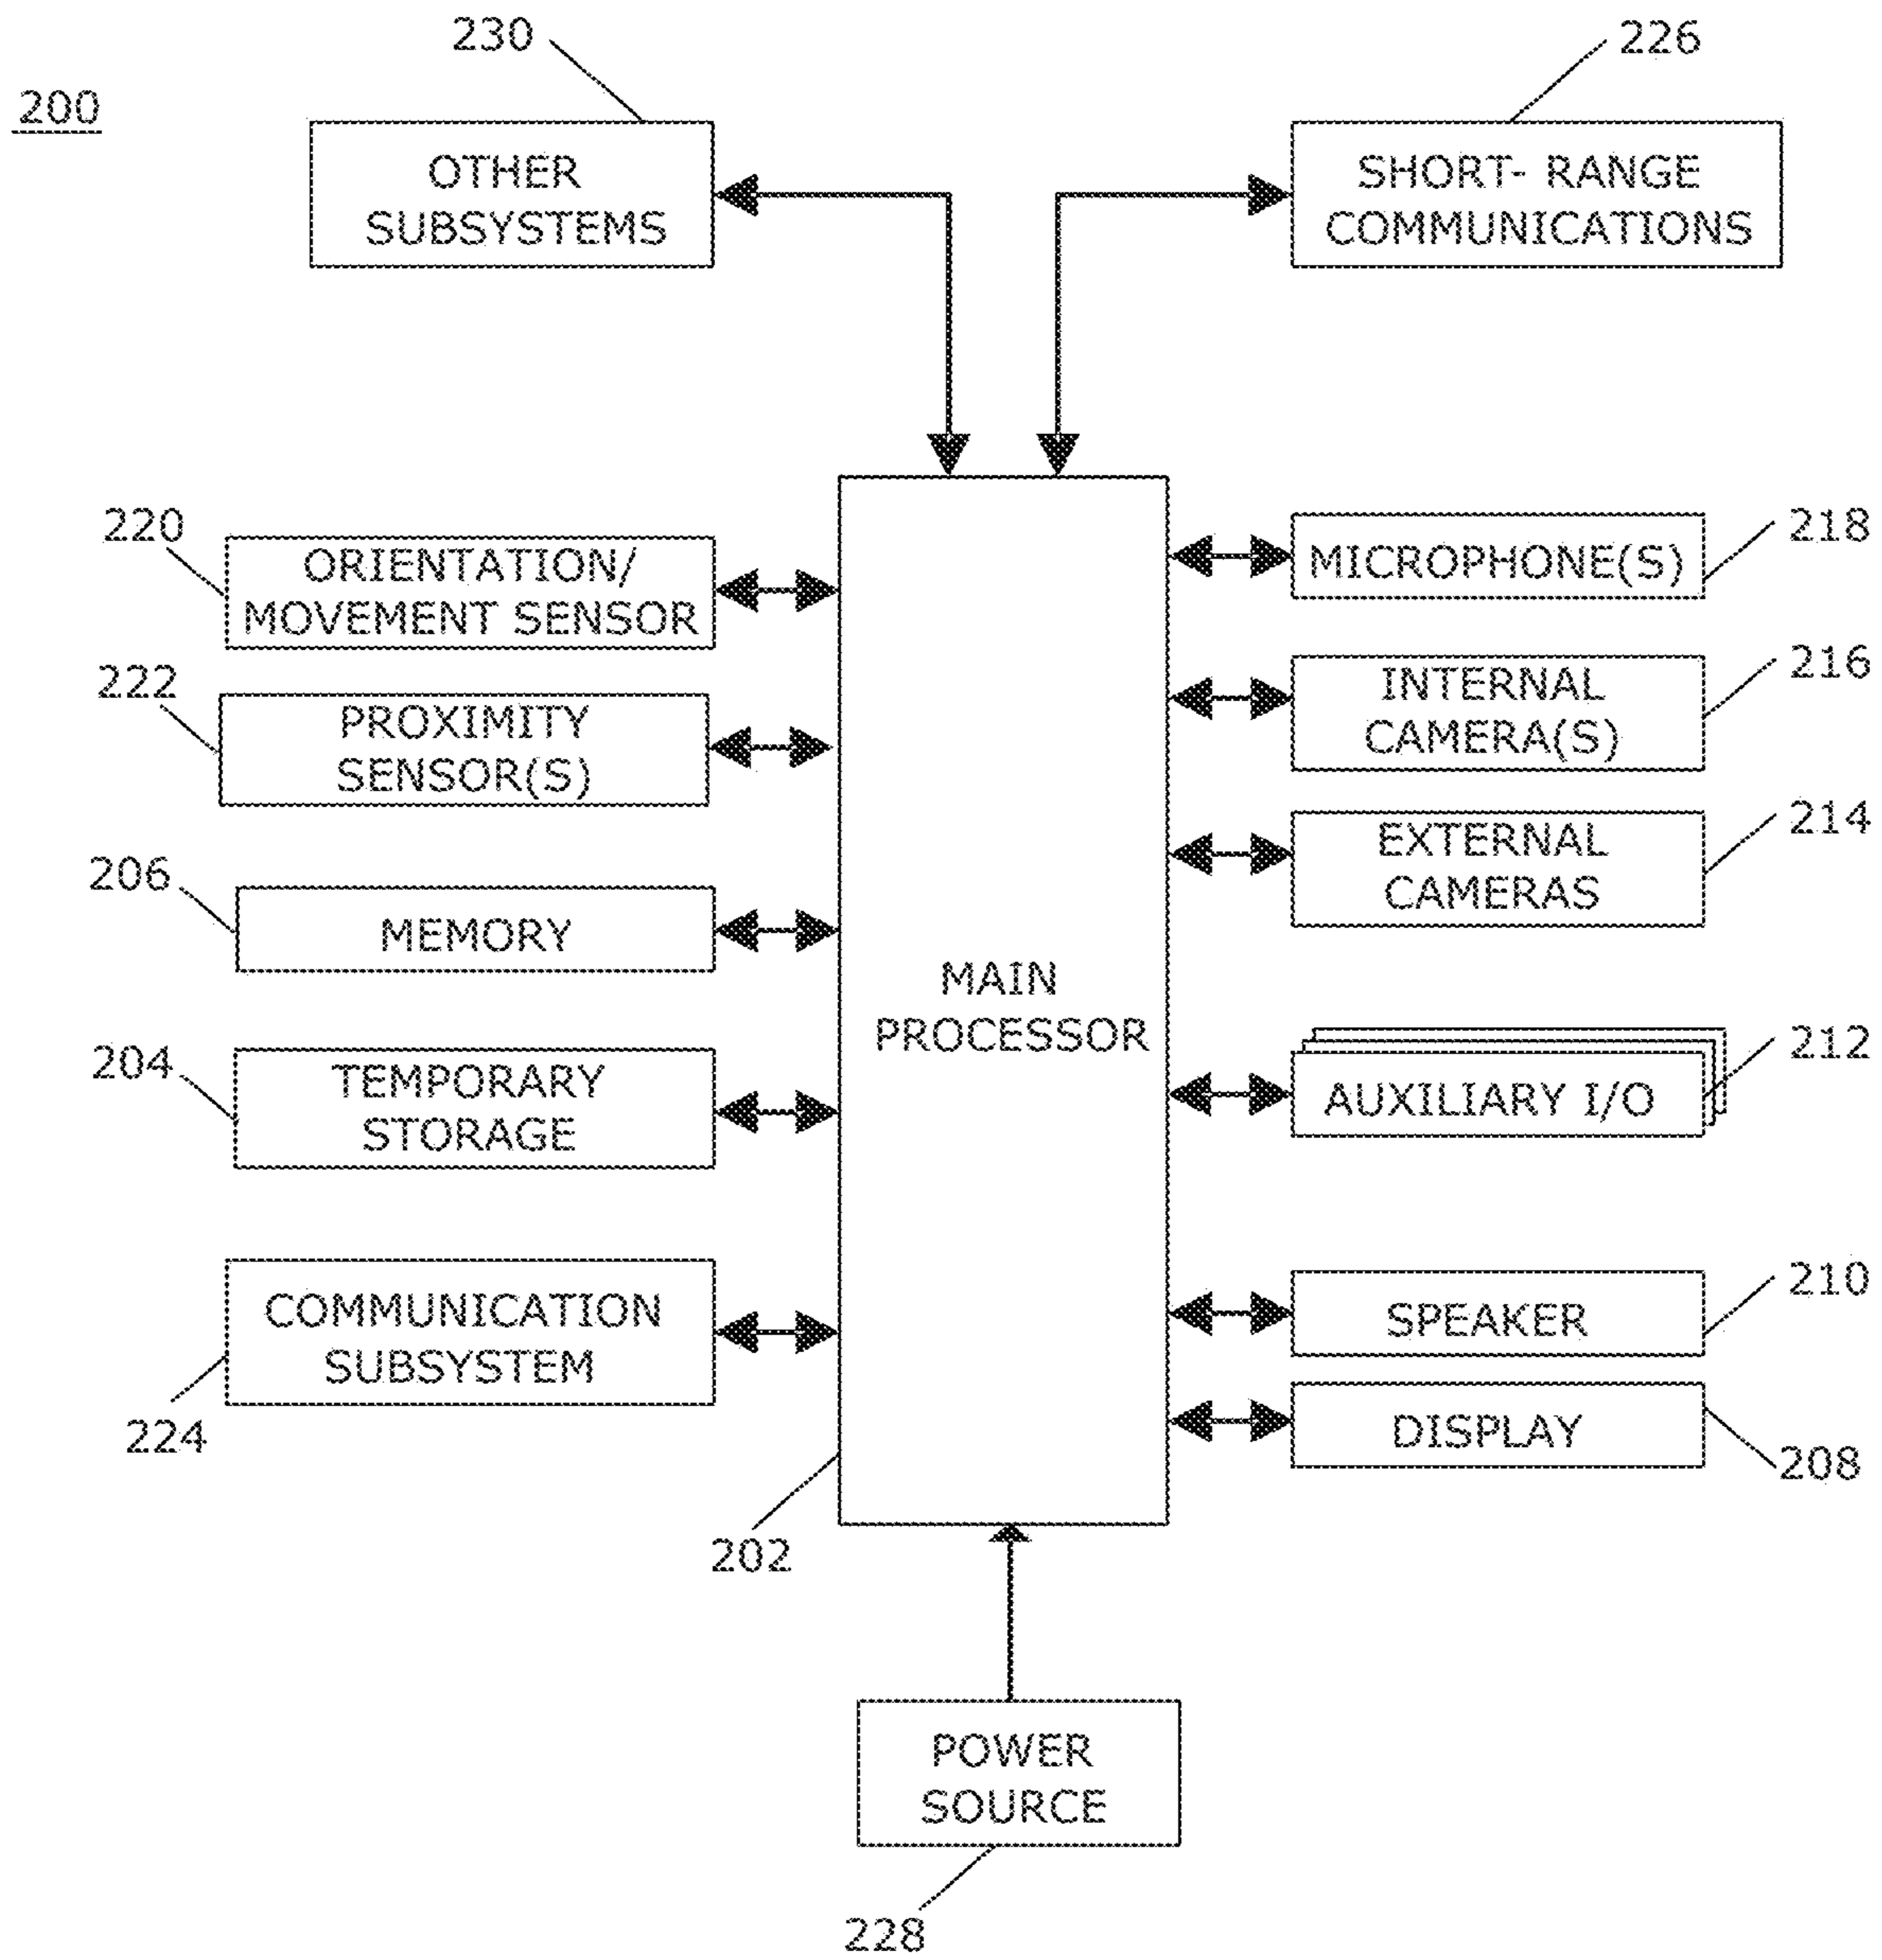 230
226
200
OTHER
SUBSYSTEMS
SHORT- RANGE
COMMUNICATIONS
220
ORIENTATION/
MOVEMENT SENSOR
222
PROXIMITY
SENSOR(S)
206
MEMORY
204
TEMPORARY
STORAGE
COMMUNICATION
SUBSYSTEM
224
MAIN
PROCESSOR
202
218
MICROPHONE(S)
216
INTERNAL
CAMERA(S)
214
EXTERNAL
CAMERAS
212
AUXILIARY I/O
210
SPEAKER
DISPLAY
208
POWER
SOURCE
228